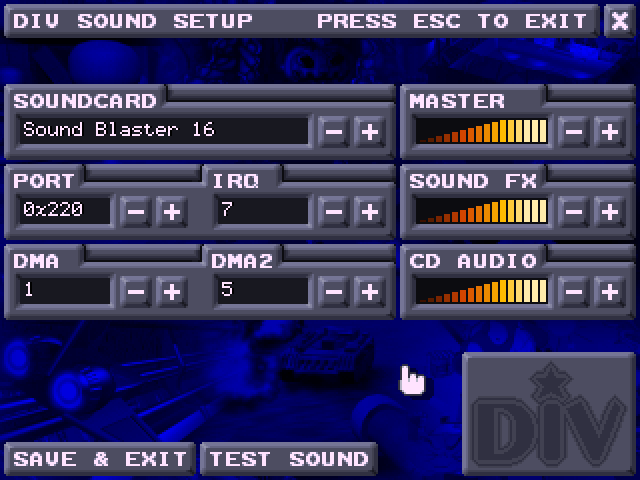 DIV SOUND SETUP PRESS ESC TO EXIT X
SOUNDCARD
Sound Blaster 16 - +
MASTER
- +
PORT IRQ
0x220 - + 7 - +
SOUND FX
- +
DMA DMA2
1 - + 5 - +
CD AUDIO
- +
DIV
SAVE & EXIT TEST SOUND